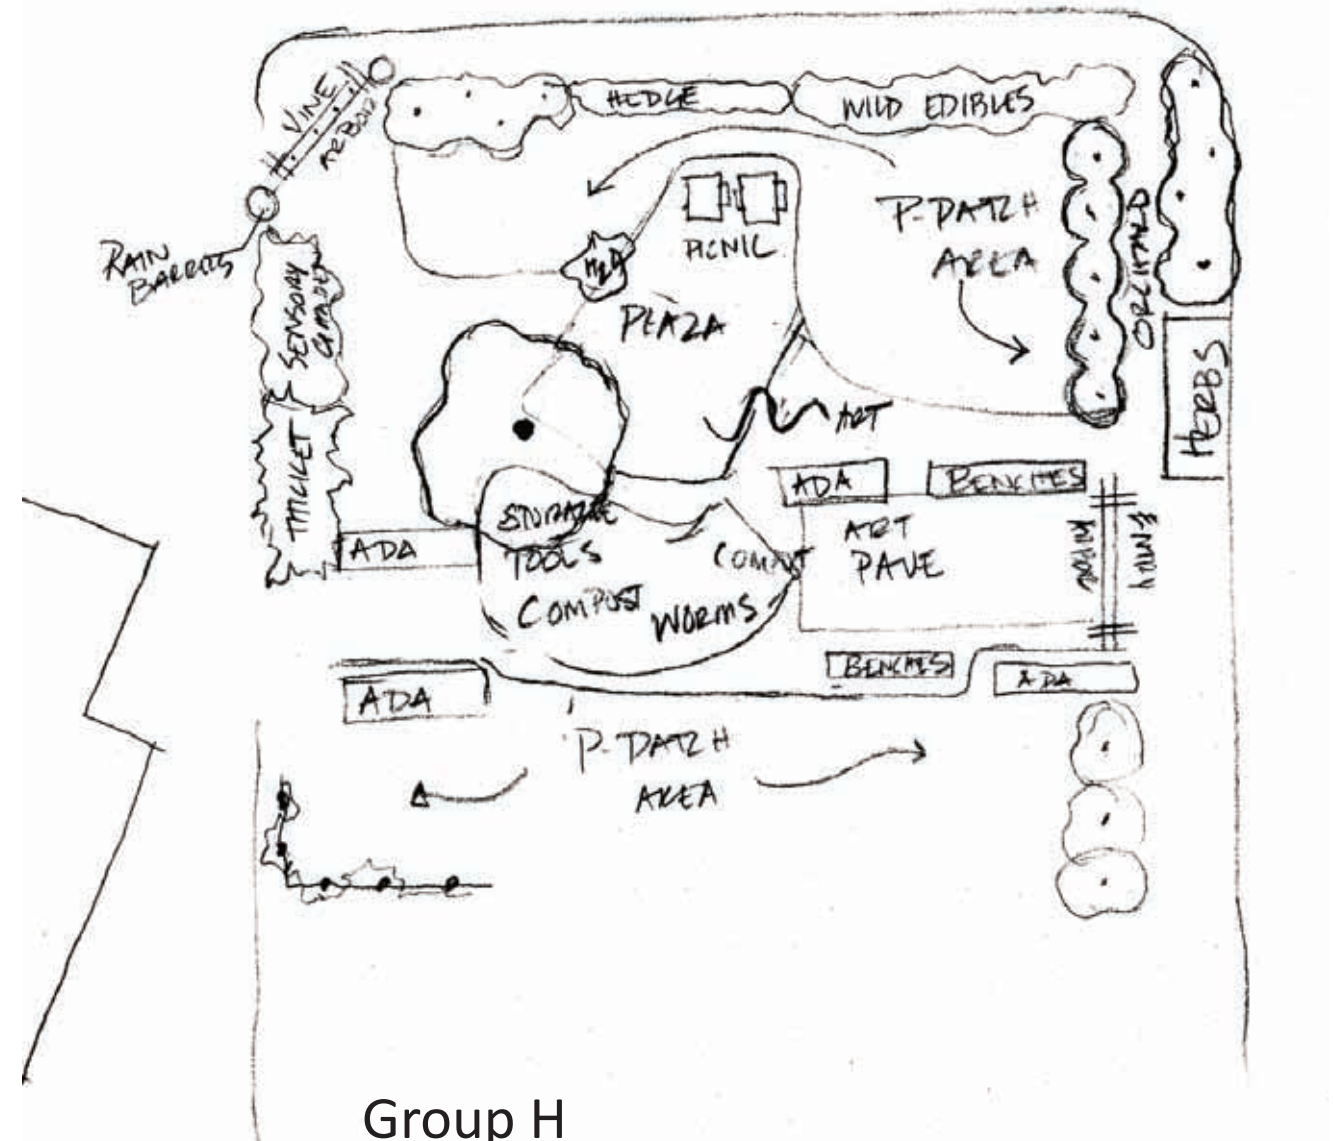 VINE
ARBOR
HEDGE
WILD EDIBLES
RAIN
BARRELS
SENSORY
GARDEN
THICKET
H2O
PICNIC
PLAZA
P-PATCH
AREA
ORCHARD
HERBS
ART
ADA
BENCHES
ART
PAVE
ARBOR
ENTRY
ADA
STORAGE
TOOLS
COMPOST
COMPOST
WORMS
BENCHES
ADA
ADA
P-PATCH
AREA
Group H